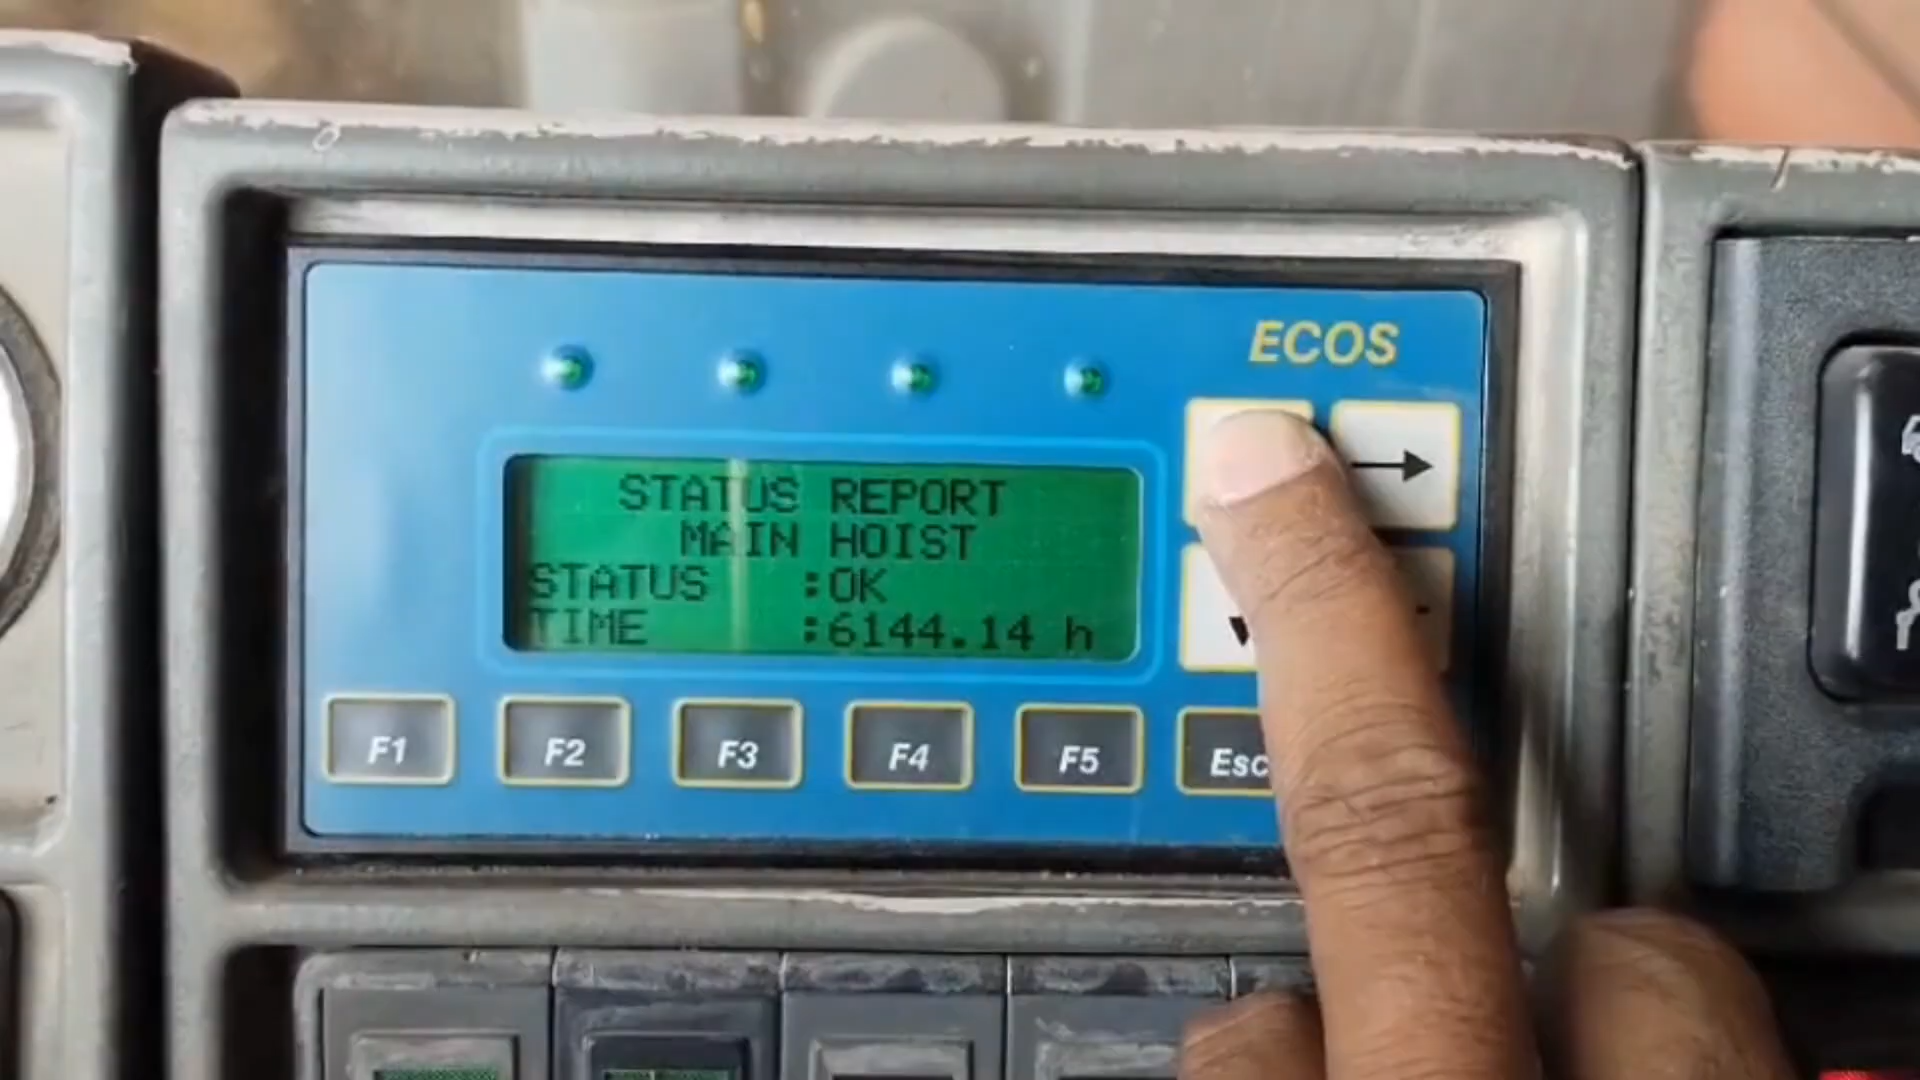 ECOS
STATUS REPORT
MAIN HOIST
STATUS :OK
TIME :6144.14 h
F1 F2 F3 F4 F5 Esc